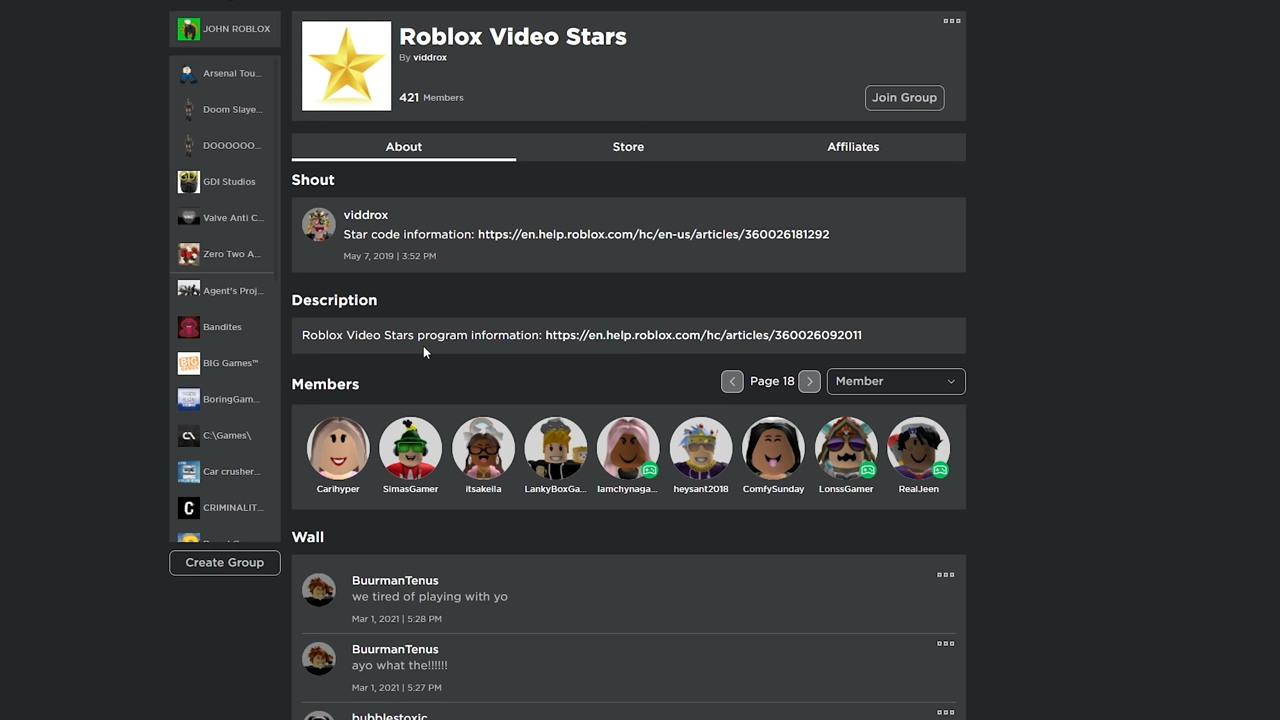 JOHN ROBLOX
Arsenal Tou...
Doom Slaye...
DOOOOOO...
GDI Studios
Valve Anti C...
Zero Two A...
Agent's Proj...
Bandites
BIG Games™
BoringGam...
C:\Games\
Car crusher...
CRIMINALIT...
Create Group
Roblox Video Stars
By viddrox
421 Members
Join Group
About
Store
Affiliates
Shout
viddrox
Star code information: https://en.help.roblox.com/hc/en-us/articles/360026181292
May 7, 2019 | 3:52 PM
Description
Roblox Video Stars program information: https://en.help.roblox.com/hc/articles/360026092011
Members
Page 18
Member
Carihyper
SimasGamer
itsakeila
LankyBoxGa...
Iamchynaga...
heysant2018
ComfySunday
LonssGamer
RealJeen
Wall
BuurmanTenus
we tired of playing with yo
Mar 1, 2021 | 5:28 PM
BuurmanTenus
ayo what the!!!!!!
Mar 1, 2021 | 5:27 PM
bubblestoxic